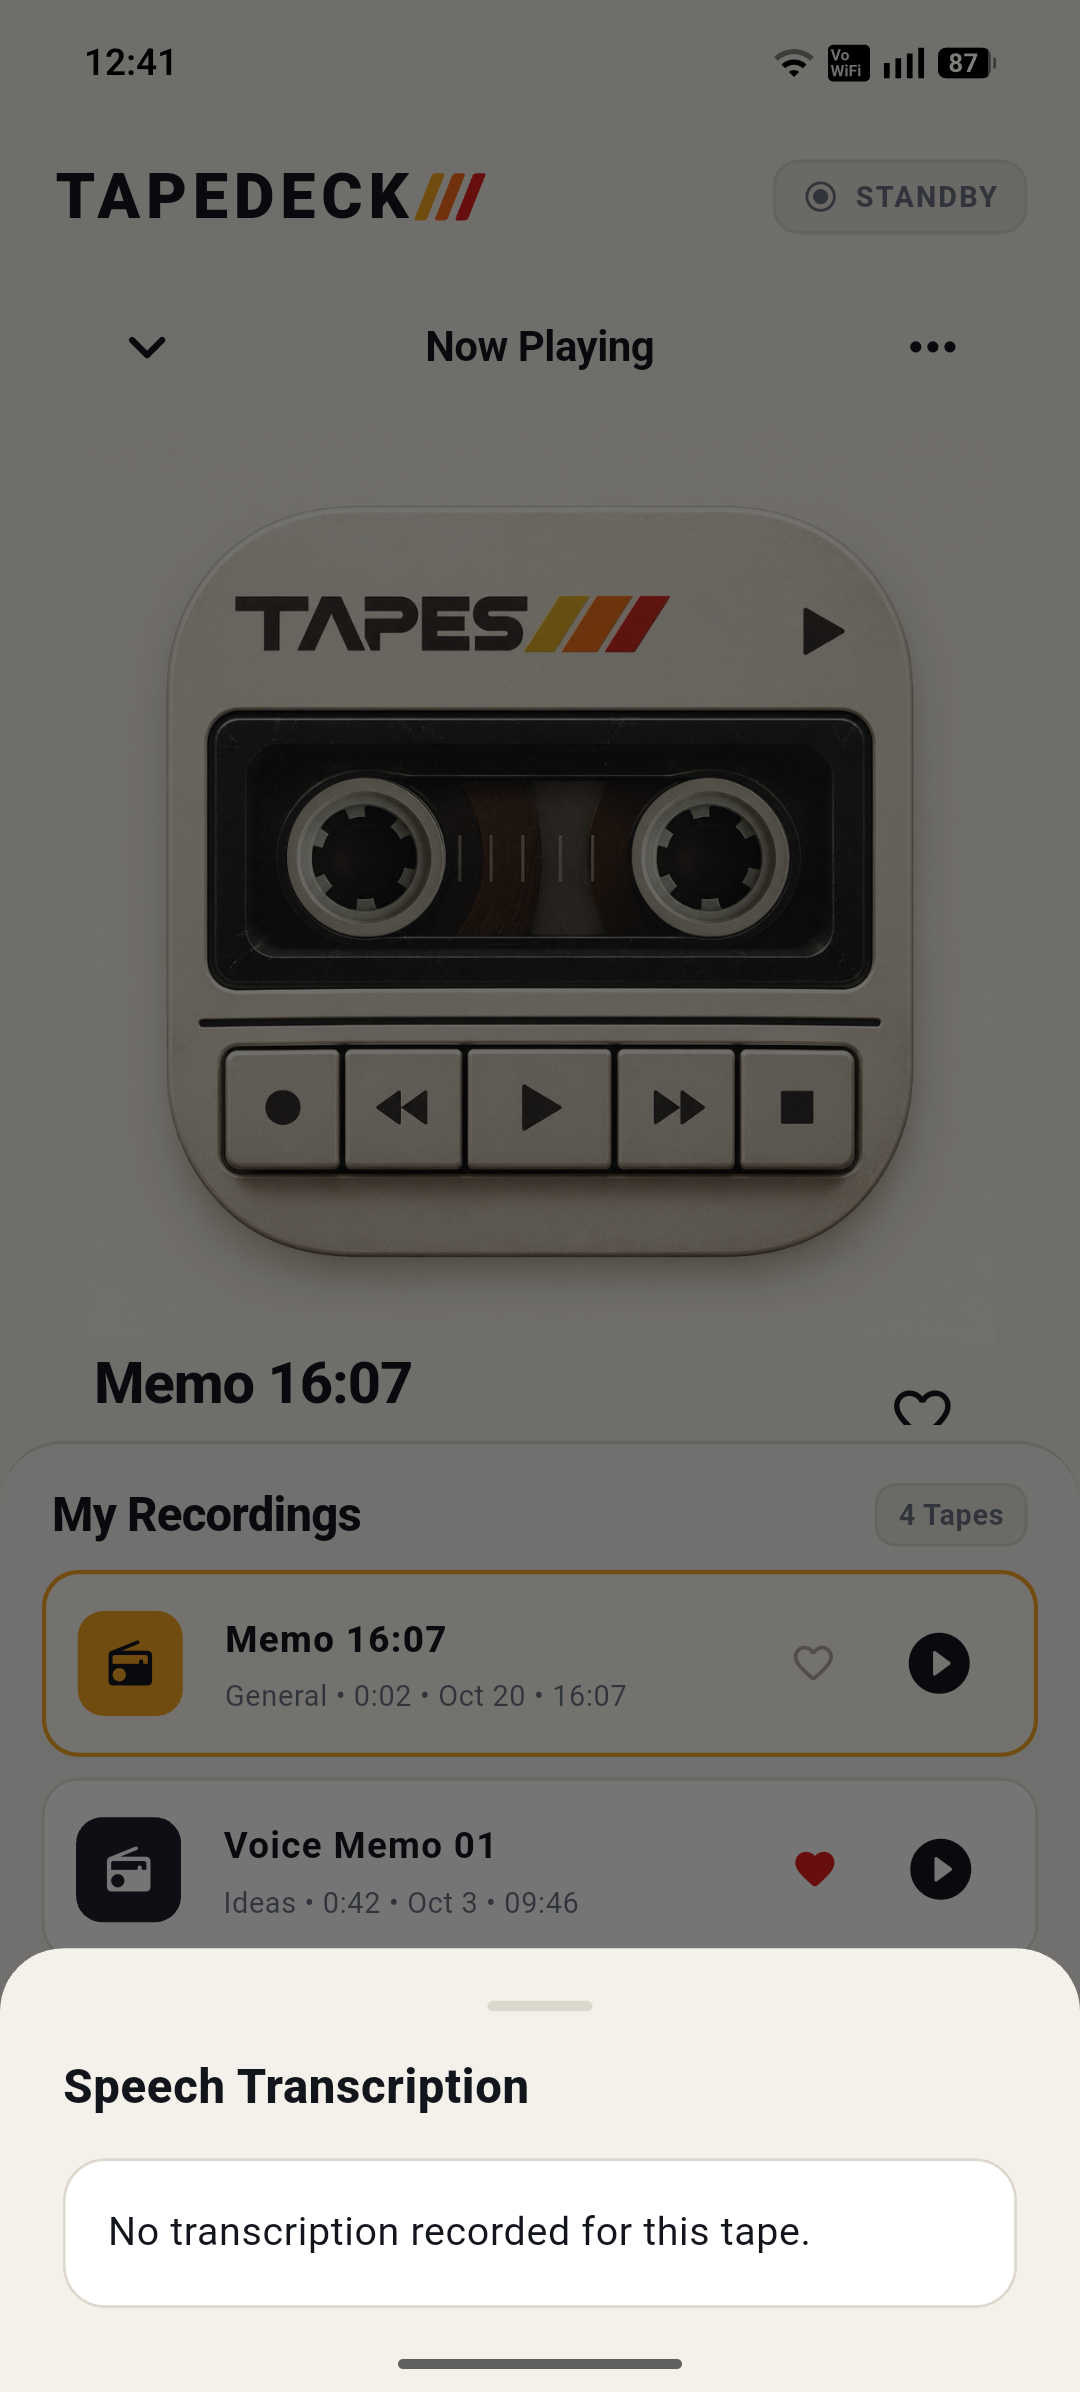 12:41
Vo
WiFi
87
TAPEDECK
STANDBY
Now Playing
TAPES
Memo 16:07
My Recordings
4 Tapes
Memo 16:07
General • 0:02 • Oct 20 • 16:07
Voice Memo 01
Ideas • 0:42 • Oct 3 • 09:46
Speech Transcription
No transcription recorded for this tape.